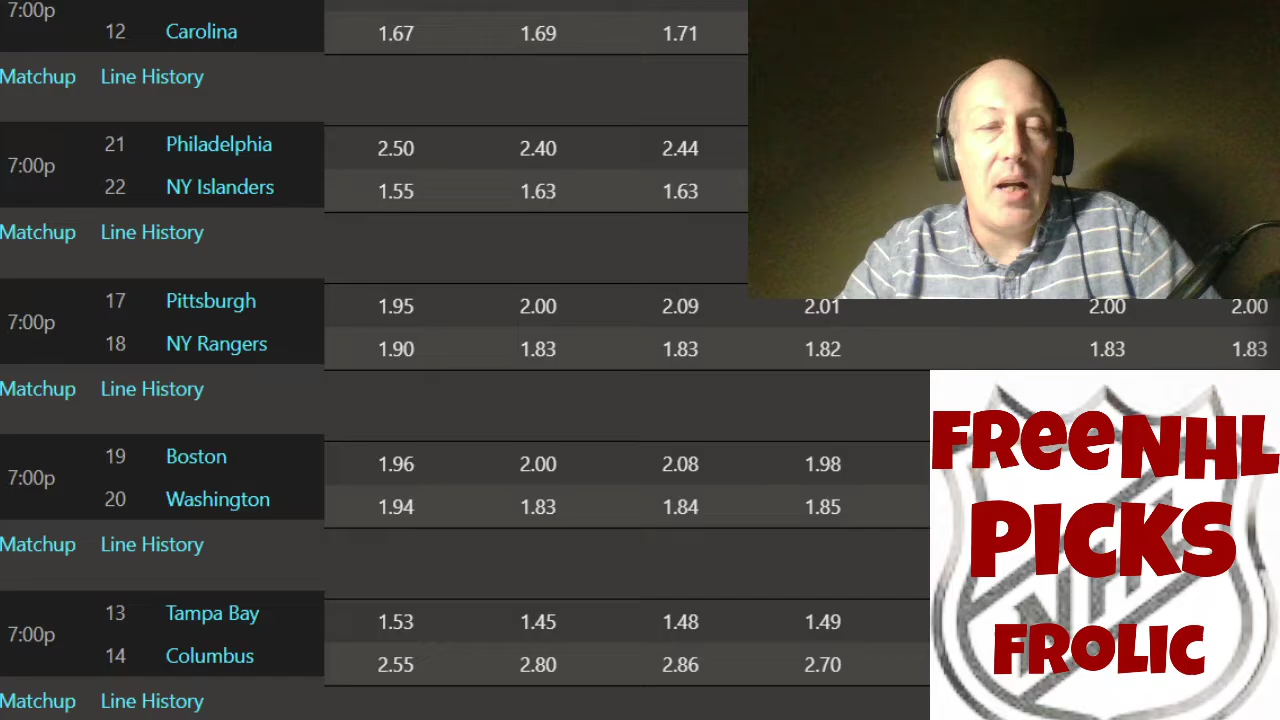 7:00p
12 Carolina 1.67 1.69 1.71
Matchup Line History
21 Philadelphia 2.50 2.40 2.44
7:00p
22 NY Islanders 1.55 1.63 1.63
Matchup Line History
17 Pittsburgh 1.95 2.00 2.09 2.01 2.00 2.00
7:00p
18 NY Rangers 1.90 1.83 1.83 1.82 1.83 1.83
Matchup Line History
19 Boston 1.96 2.00 2.08 1.98
7:00p
20 Washington 1.94 1.83 1.84 1.85
Matchup Line History
13 Tampa Bay 1.53 1.45 1.48 1.49
7:00p
14 Columbus 2.55 2.80 2.86 2.70
Matchup Line History
FReeNHL
PICKS
FROLIC
NHL